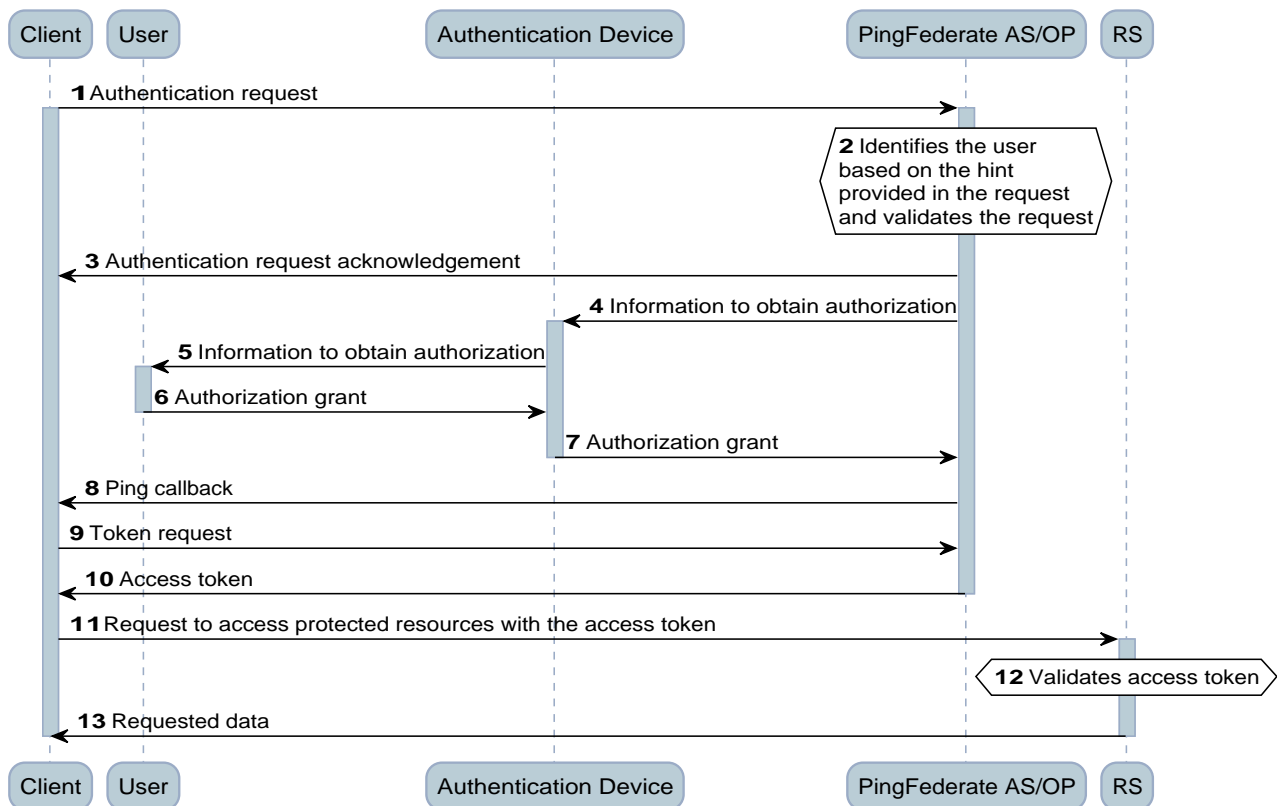 Client User Authentication Device PingFederate AS/OP RS
1 Authentication request
2 Identifies the user
based on the hint
provided in the request
and validates the request
3 Authentication request acknowledgement
4 Information to obtain authorization
5 Information to obtain authorization
6 Authorization grant
7 Authorization grant
8 Ping callback
9 Token request
10 Access token
11 Request to access protected resources with the access token
12 Validates access token
13 Requested data
Client User Authentication Device PingFederate AS/OP RS